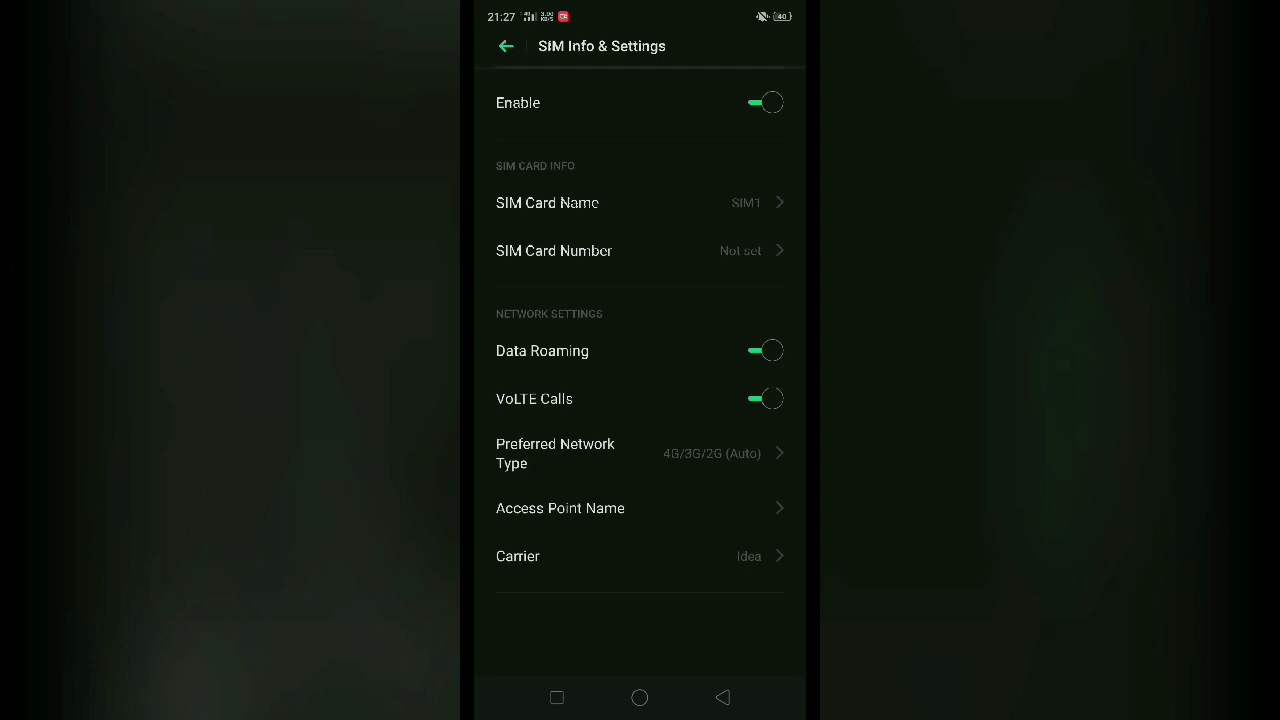 21:27
40
SIM Info & Settings
Enable
SIM CARD INFO
SIM Card Name SIM1
SIM Card Number Not set
NETWORK SETTINGS
Data Roaming
VoLTE Calls
Preferred Network
Type
4G/3G/2G (Auto)
Access Point Name
Carrier Idea